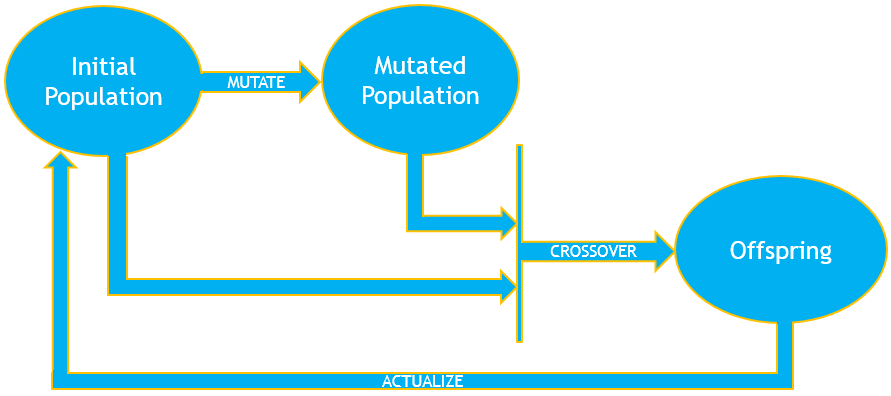 Initial
Population
MUTATE
Mutated
Population
CROSSOVER
Offspring
ACTUALIZE